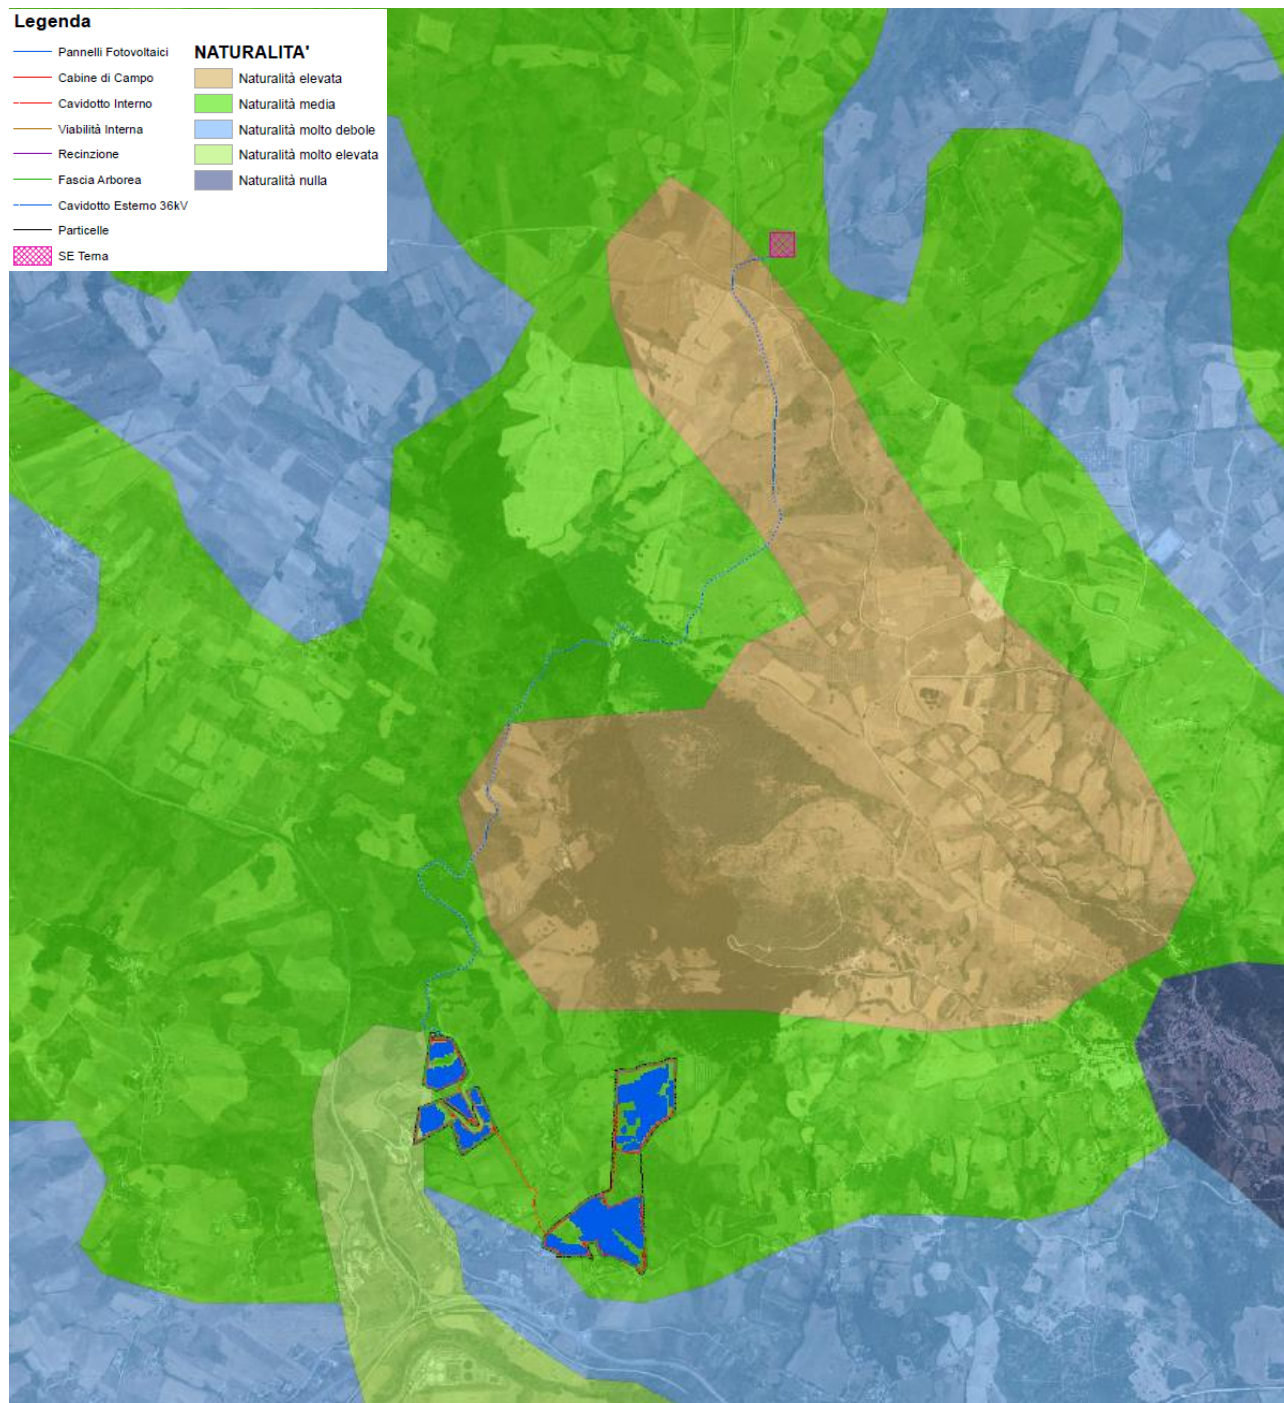 Legenda
Pannelli Fotovoltaici
Cabine di Campo
Cavidotto Interno
Viabilità Interna
Recinzione
Fascia Arborea
Cavidotto Esterno 36kV
Particelle
SE Terna
NATURALITA'
Naturalità elevata
Naturalità media
Naturalità molto debole
Naturalità molto elevata
Naturalità nulla